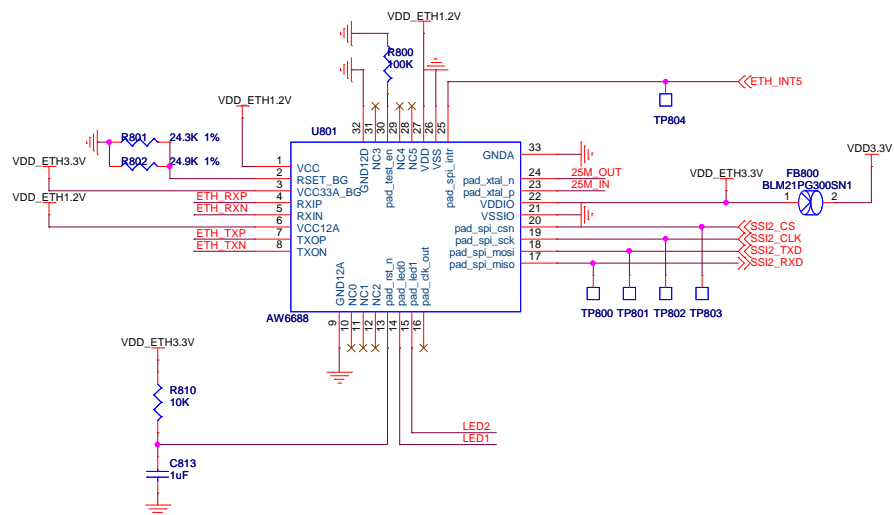 VDD_ETH1.2V
R800
100K
ETH_INT5
TP804
VDD_ETH1.2V
32
31
30
29
28
27
26
25
U801
GND12D
NC3
pad_test_en
NC4
NC5
VDD
VSS
pad_spi_intr
R801 24.3K 1%
R802 24.9K 1%
VDD_ETH3.3V
VDD_ETH1.2V
1 VCC
2 RSET_BG
3 VCC33A_BG
ETH_RXP 4 RXIP
ETH_RXN 5 RXIN
6 VCC12A
ETH_TXP 7 TXOP
ETH_TXN 8 TXON
GNDA 33
pad_xtal_n 24 25M_OUT
pad_xtal_p 23 25M_IN
VDDIO 22
VSSIO 21
pad_spi_csn 20
pad_spi_sck 19
pad_spi_mosi 18
pad_spi_miso 17
VDD_ETH3.3V
FB800
BLM21PG300SN1
1 2
VDD3.3V
SSI2_CS
SSI2_CLK
SSI2_TXD
SSI2_RXD
TP800 TP801 TP802 TP803
GND12A
NC0
NC1
NC2
pad_rst_n
pad_led0
pad_led1
pad_clk_out
AW6688
9
10
11
12
13
14
15
16
VDD_ETH3.3V
R810
10K
LED2
LED1
C813
1uF